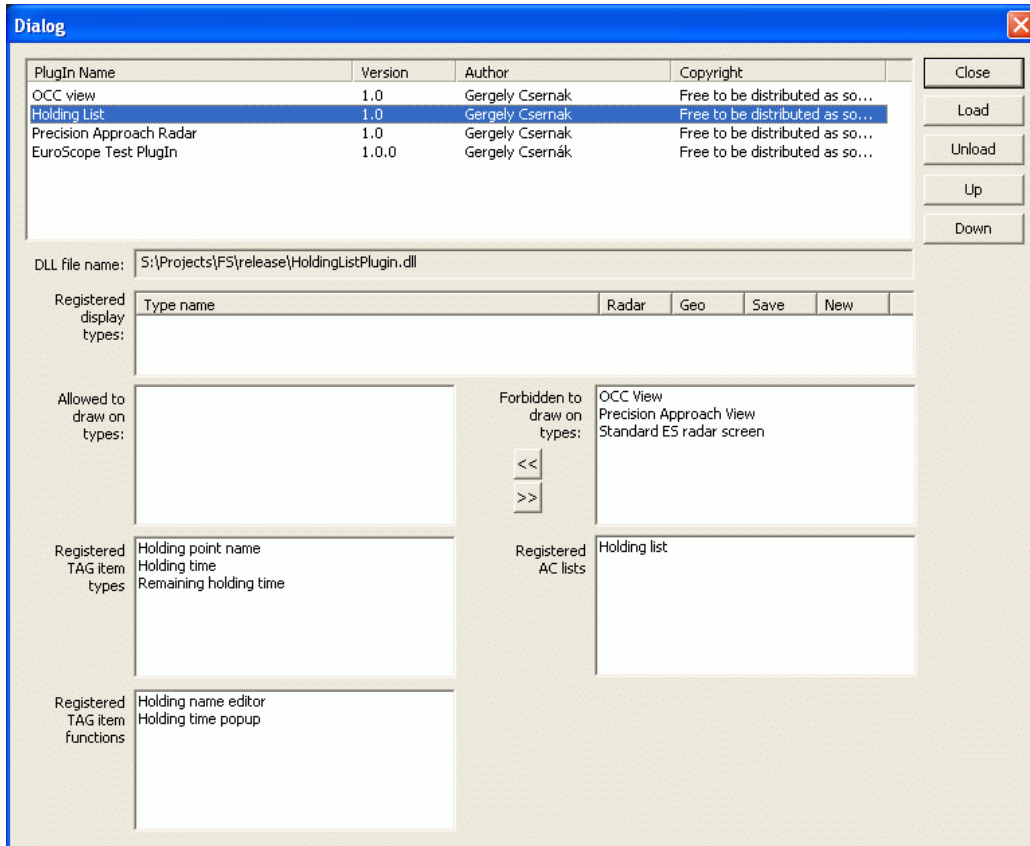 Dialog
PlugIn Name Version Author Copyright
OCC view 1.0 Gergely Csernak Free to be distributed as so...
Holding List 1.0 Gergely Csernak Free to be distributed as so...
Precision Approach Radar 1.0 Gergely Csernak Free to be distributed as so...
EuroScope Test PlugIn 1.0.0 Gergely Csernák Free to be distributed as so...
Close
Load
Unload
Up
Down
DLL file name: S:\Projects\FS\release\HoldingListPlugin.dll
Registered
display
types:
Type name Radar Geo Save New
Allowed to
draw on
types:
Forbidden to
draw on
types:
<<
>>
OCC View
Precision Approach View
Standard ES radar screen
Registered
TAG item
types
Holding point name
Holding time
Remaining holding time
Registered
AC lists
Holding list
Registered
TAG item
functions
Holding name editor
Holding time popup